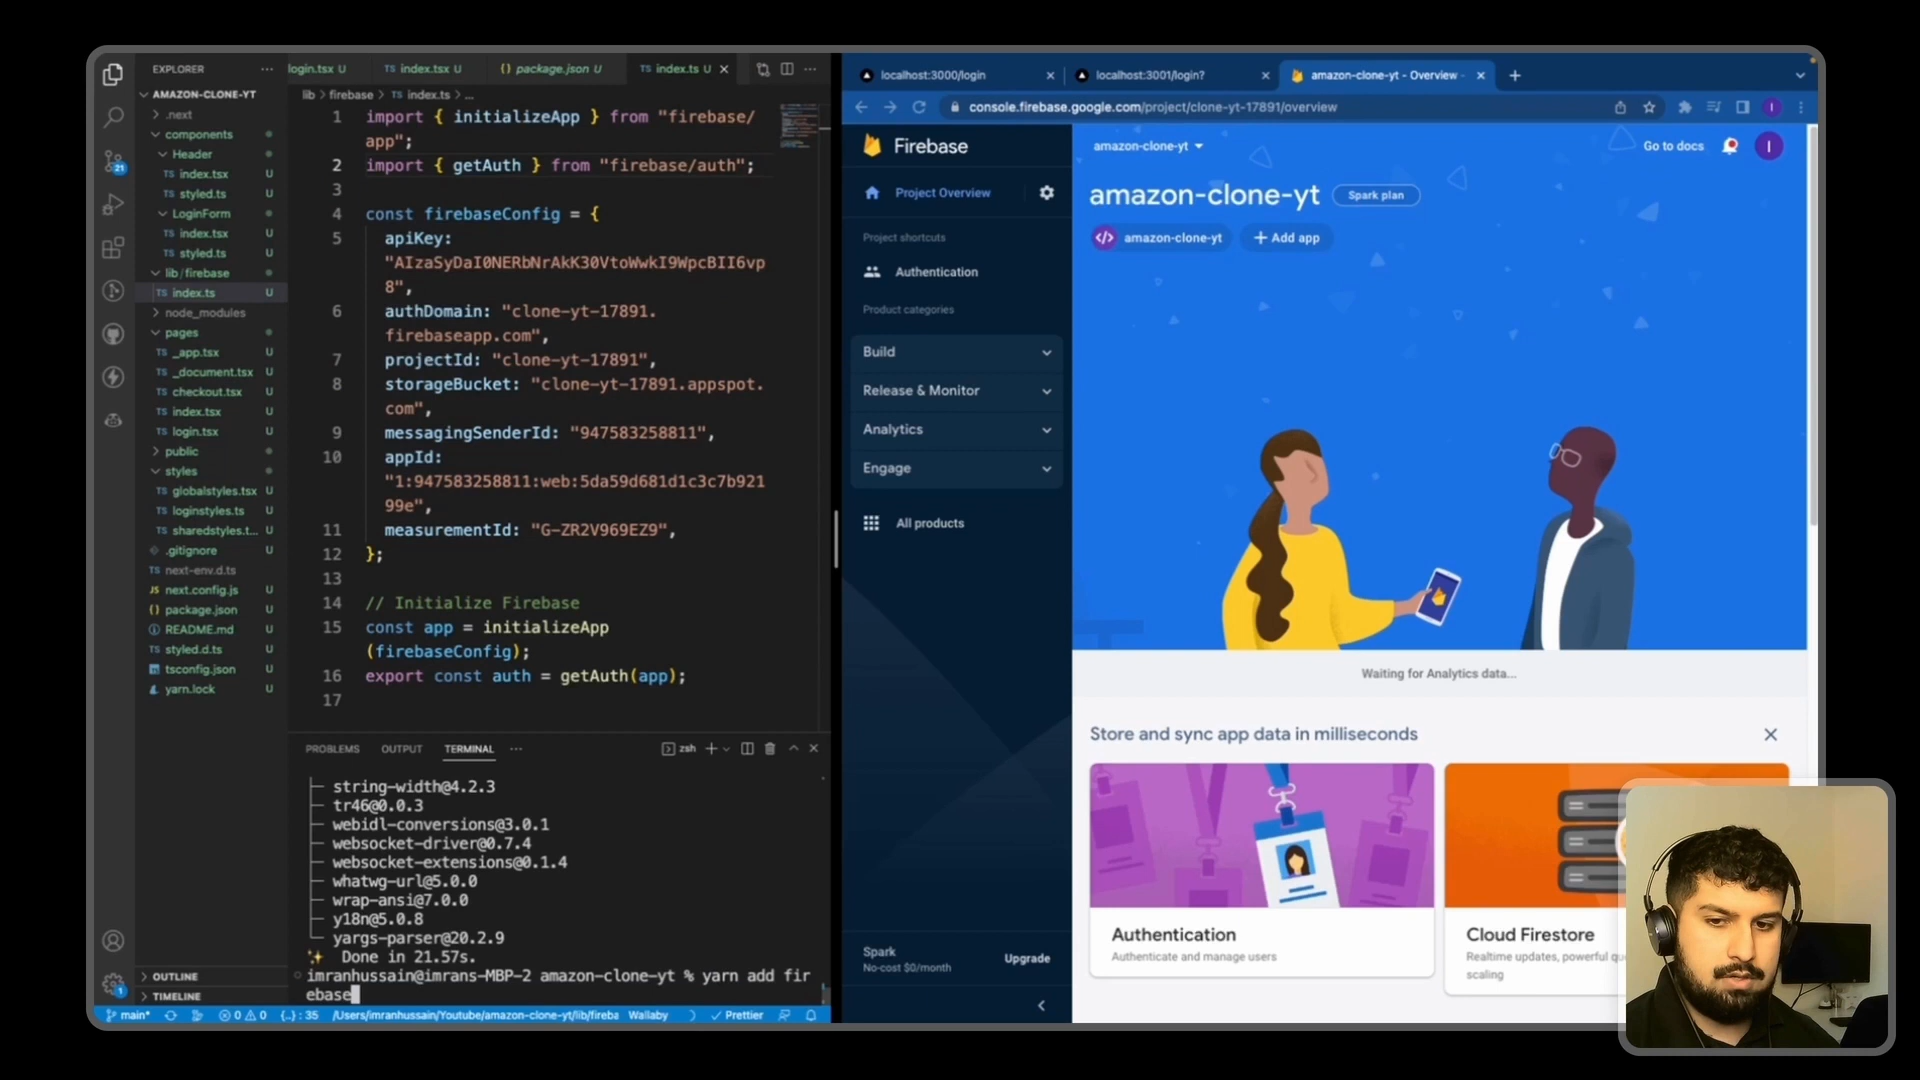 EXPLORER
AMAZON-CLONE-YT
.next
components
Header
index.tsx U
styled.ts U
LoginForm
index.tsx U
styled.ts U
lib/firebase
index.ts U
node_modules
pages
_app.tsx U
_document.tsx U
checkout.tsx U
index.tsx U
login.tsx U
public
styles
globalstyles.tsx U
loginstyles.ts U
sharedstyles.t... U
.gitignore U
next-env.d.ts
next.config.js U
package.json U
README.md U
styled.d.ts U
tsconfig.json U
yarn.lock U
OUTLINE
TIMELINE
21
1
login.tsx U
index.tsx U
package.json U
index.ts U
lib > firebase > TS index.ts > ...
1 import { initializeApp } from "firebase/
app";
2 import { getAuth } from "firebase/auth";
3
4 const firebaseConfig = {
5 apiKey:
"AIzaSyDaI0NERbNrAkK30VtoWwkI9WpcBII6vp
8",
6 authDomain: "clone-yt-17891.
firebaseapp.com",
7 projectId: "clone-yt-17891",
8 storageBucket: "clone-yt-17891.appspot.
com",
9 messagingSenderId: "947583258811",
10 appId:
"1:947583258811:web:5da59d681d1c3c7b921
99e",
11 measurementId: "G-ZR2V969EZ9",
12 };
13
14 // Initialize Firebase
15 const app = initializeApp
(firebaseConfig);
16 export const auth = getAuth(app);
17
PROBLEMS OUTPUT TERMINAL ... zsh
string-width@4.2.3
tr46@0.0.3
webidl-conversions@3.0.1
websocket-driver@0.7.4
websocket-extensions@0.1.4
whatwg-url@5.0.0
wrap-ansi@7.0.0
y18n@5.0.8
yargs-parser@20.2.9
Done in 21.57s.
imranhussain@imrans-MBP-2 amazon-clone-yt % yarn add fir
ebase
main* 0 0 {..} : 35 /Users/imranhussain/Youtube/amazon-clone-yt/lib/fireba Wallaby Prettier
localhost:3000/login
localhost:3001/login?
amazon-clone-yt - Overview -
console.firebase.google.com/project/clone-yt-17891/overview
Firebase
Project Overview
Project shortcuts
Authentication
Product categories
Build
Release & Monitor
Analytics
Engage
All products
Spark
No-cost $0/month
Upgrade
amazon-clone-yt
Go to docs
I
amazon-clone-yt Spark plan
amazon-clone-yt
+ Add app
Waiting for Analytics data...
Store and sync app data in milliseconds
Authentication
Authenticate and manage users
Cloud Firestore
Realtime updates, powerful
scaling